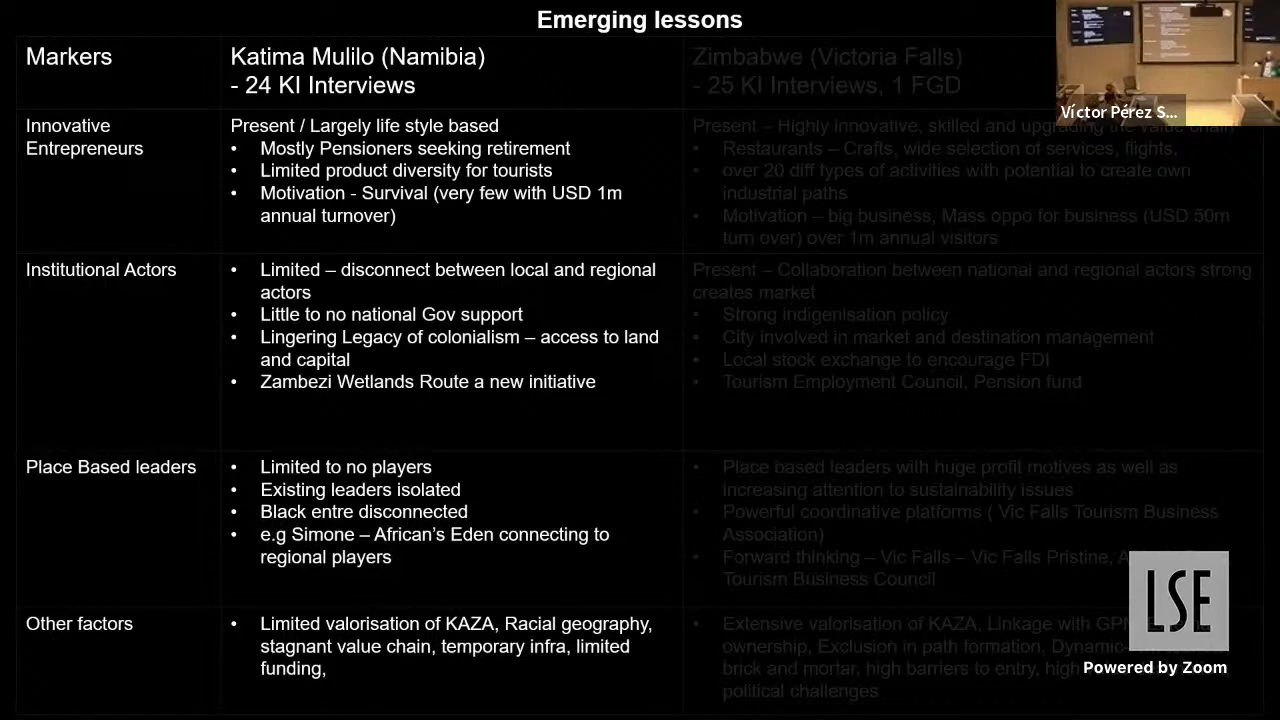 Emerging lessons
Markers
Katima Mulilo (Namibia)
- 24 KI Interviews
Zimbabwe (Victoria Falls)
- 25 KI Interviews, 1 FGD
Víctor Pérez S...
Innovative
Entrepreneurs
Present / Largely life style based
• Mostly Pensioners seeking retirement
• Limited product diversity for tourists
• Motivation - Survival (very few with USD 1m
annual turnover)
Present – Highly innovative, skilled and upgrading the value chain
• Restaurants – Crafts, wide selection of services, flights,
• over 20 diff types of activities with potential to create own
industrial paths
• Motivation – big business, Mass oppo for business (USD 50m
turn over) over 1m annual visitors
Institutional Actors
• Limited – disconnect between local and regional
actors
• Little to no national Gov support
• Lingering Legacy of colonialism – access to land
and capital
• Zambezi Wetlands Route a new initiative
Present – Collaboration between national and regional actors strong
creates market
• Strong indigenisation policy
• City involved in market and destination management
• Local stock exchange to encourage FDI
• Tourism Employment Council, Pension fund
Place Based leaders
• Limited to no players
• Existing leaders isolated
• Black entre disconnected
• e.g Simone – African's Eden connecting to
regional players
• Place based leaders with huge profit motives as well as
increasing attention to sustainability issues
• Powerful coordinative platforms ( Vic Falls Tourism Business
Association)
• Forward thinking – Vic Falls – Vic Falls Pristine,
Tourism Business Council
Other factors
• Limited valorisation of KAZA, Racial geography,
stagnant value chain, temporary infra, limited
funding,
• Extensive valorisation of KAZA, Linkage with
ownership, Exclusion in path formation,
brick and mortar, high barriers to entry, high
political challenges
LSE
Powered by Zoom